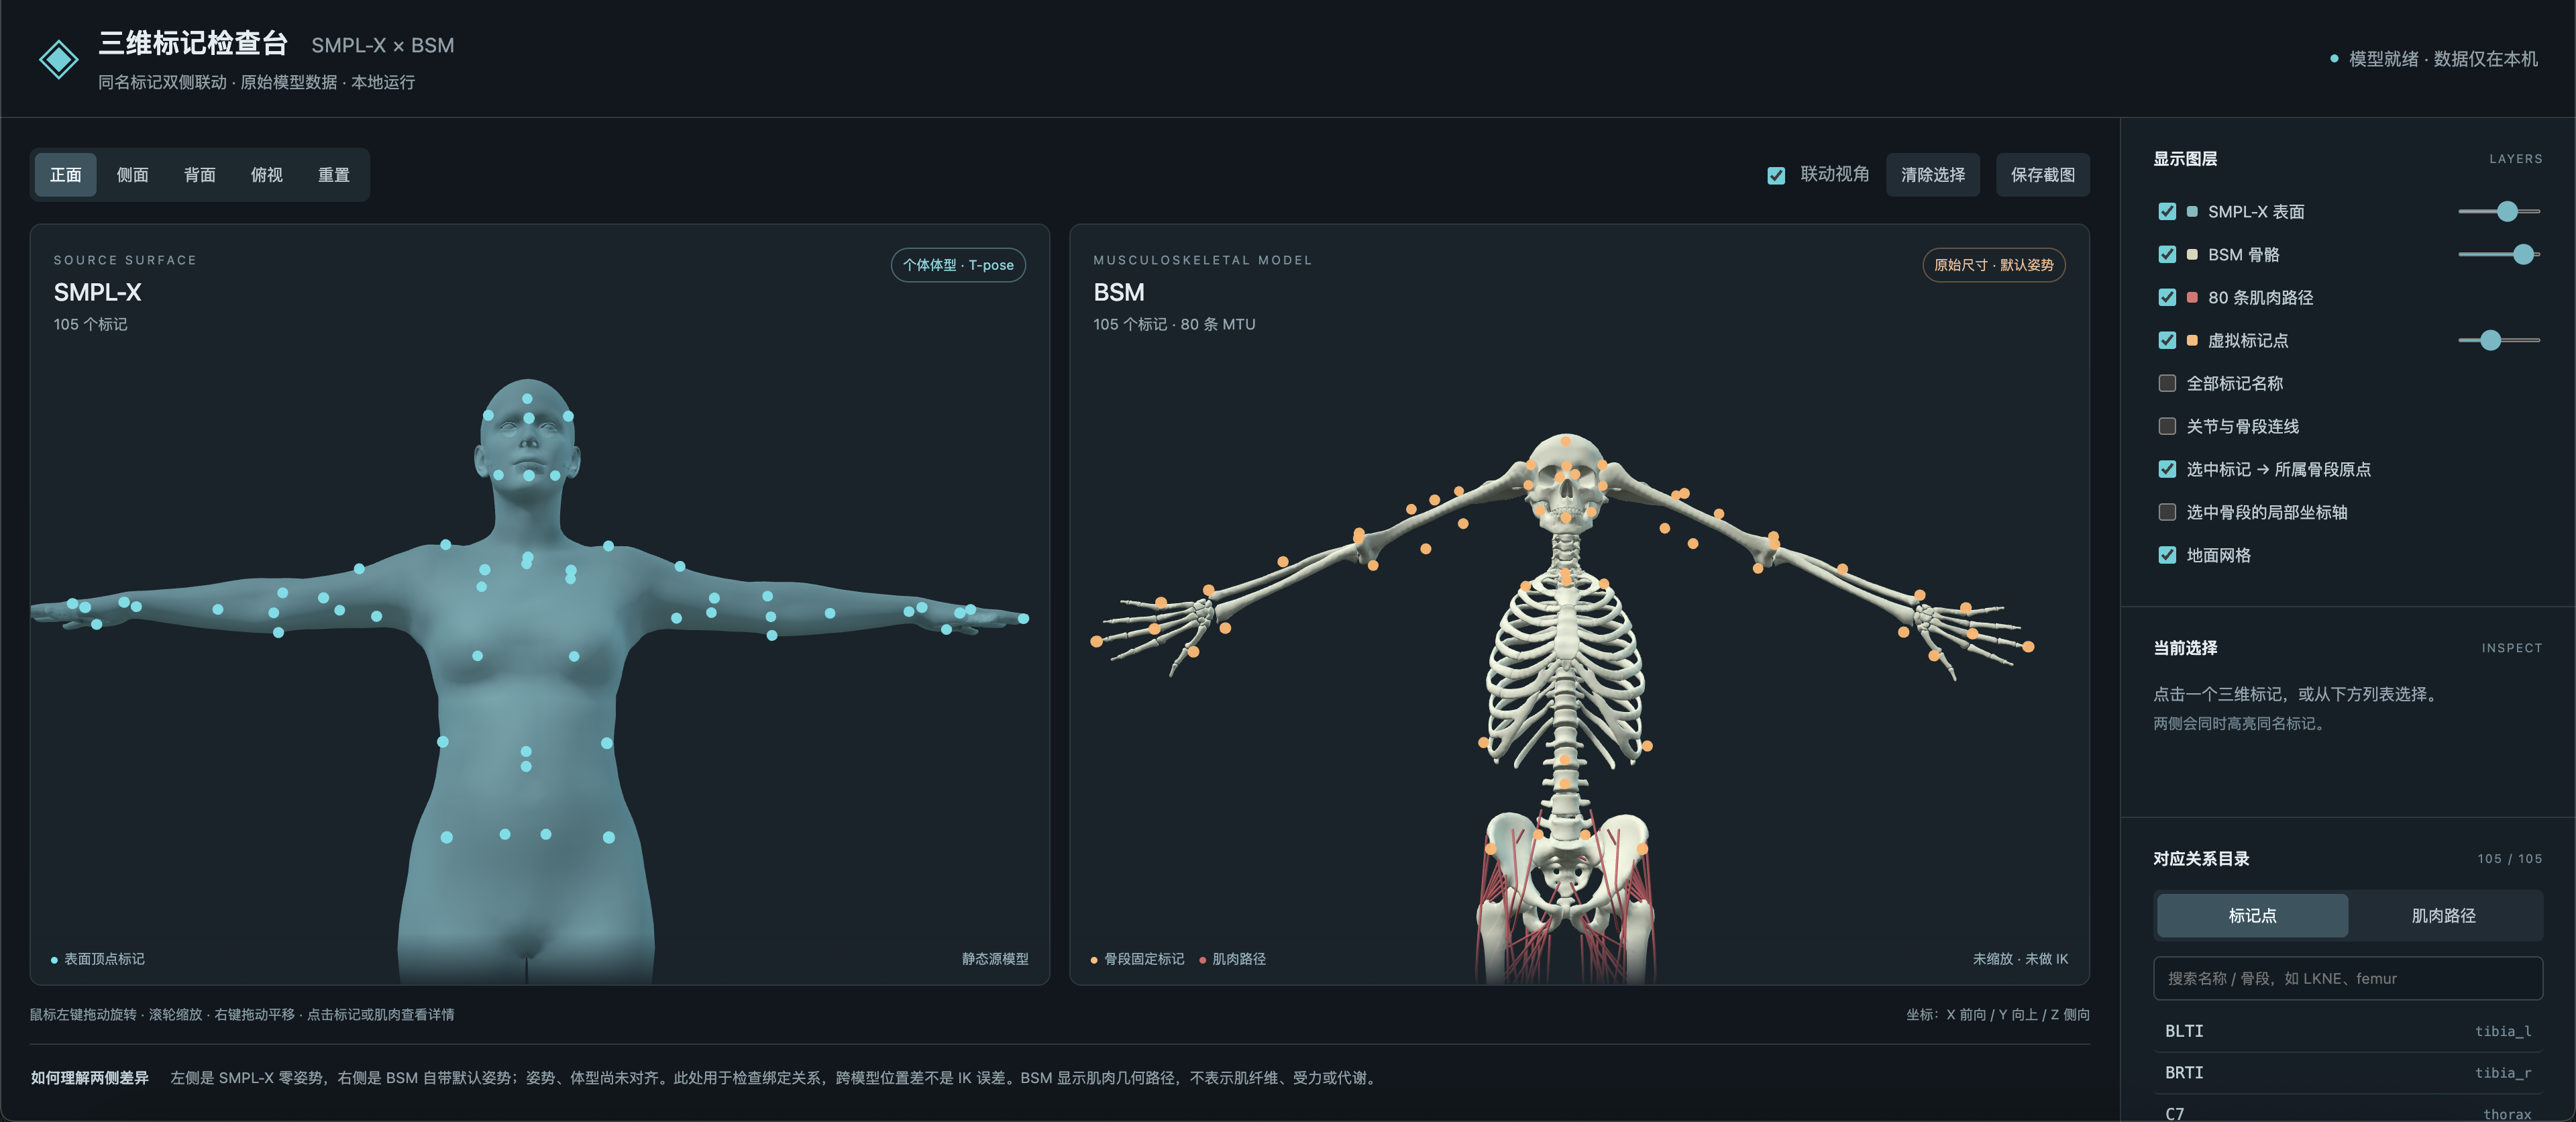 三维标记检查台 SMPL-X × BSM
同名标记双侧联动 · 原始模型数据 · 本地运行
模型就绪 · 数据仅在本机
正面 侧面 背面 俯视 重置
联动视角 清除选择 保存截图
SOURCE SURFACE
SMPL-X
105 个标记
个体体型 · T-pose
表面顶点标记
静态源模型
MUSCULOSKELETAL MODEL
BSM
105 个标记 · 80 条 MTU
原始尺寸 · 默认姿势
骨段固定标记 肌肉路径
未缩放 · 未做 IK
鼠标左键拖动旋转 · 滚轮缩放 · 右键拖动平移 · 点击标记或肌肉查看详情
坐标：X 前向 / Y 向上 / Z 侧向
如何理解两侧差异 左侧是 SMPL-X 零姿势，右侧是 BSM 自带默认姿势；姿势、体型尚未对齐。此处用于检查绑定关系，跨模型位置差不是 IK 误差。BSM 显示肌肉几何路径，不表示肌纤维、受力或代谢。
显示图层 LAYERS
SMPL-X 表面
BSM 骨骼
80 条肌肉路径
虚拟标记点
全部标记名称
关节与骨段连线
选中标记 → 所属骨段原点
选中骨段的局部坐标轴
地面网格
当前选择 INSPECT
点击一个三维标记，或从下方列表选择。
两侧会同时高亮同名标记。
对应关系目录 105 / 105
标记点 肌肉路径
搜索名称 / 骨段，如 LKNE、femur
BLTI tibia_l
BRTI tibia_r
C7 thorax